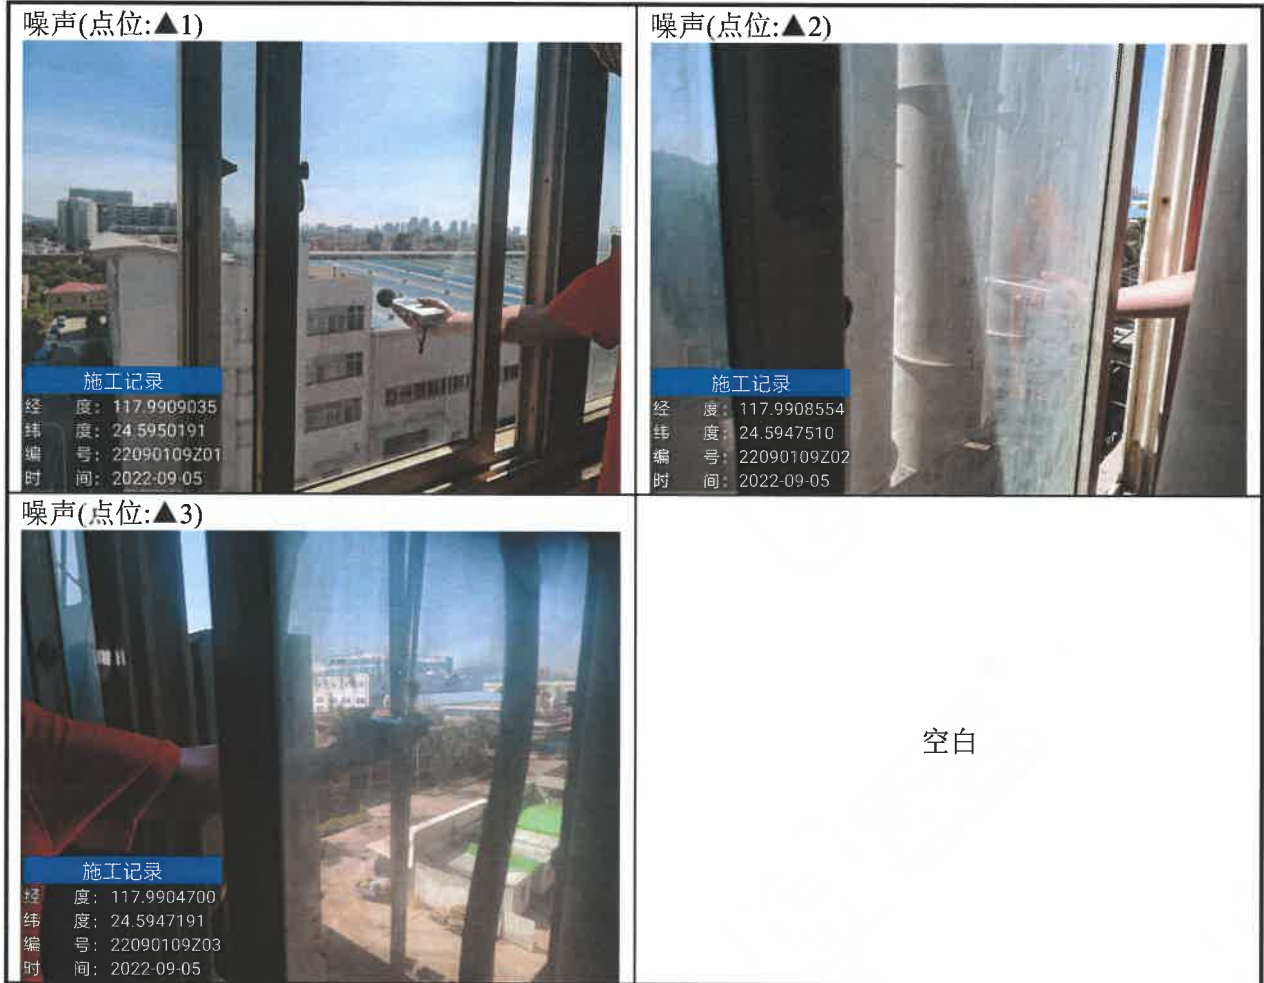 噪声(点位:▲1)
施工记录
经 度: 117.9909035
纬 度: 24.5950191
编 号: 22090109Z01
时 间: 2022-09-05
噪声(点位:▲2)
施工记录
经 度: 117.9908554
纬 度: 24.5947510
编 号: 22090109Z02
时 间: 2022-09-05
噪声(点位:▲3)
施工记录
经 度: 117.9904700
纬 度: 24.5947191
编 号: 22090109Z03
时 间: 2022-09-05
空白